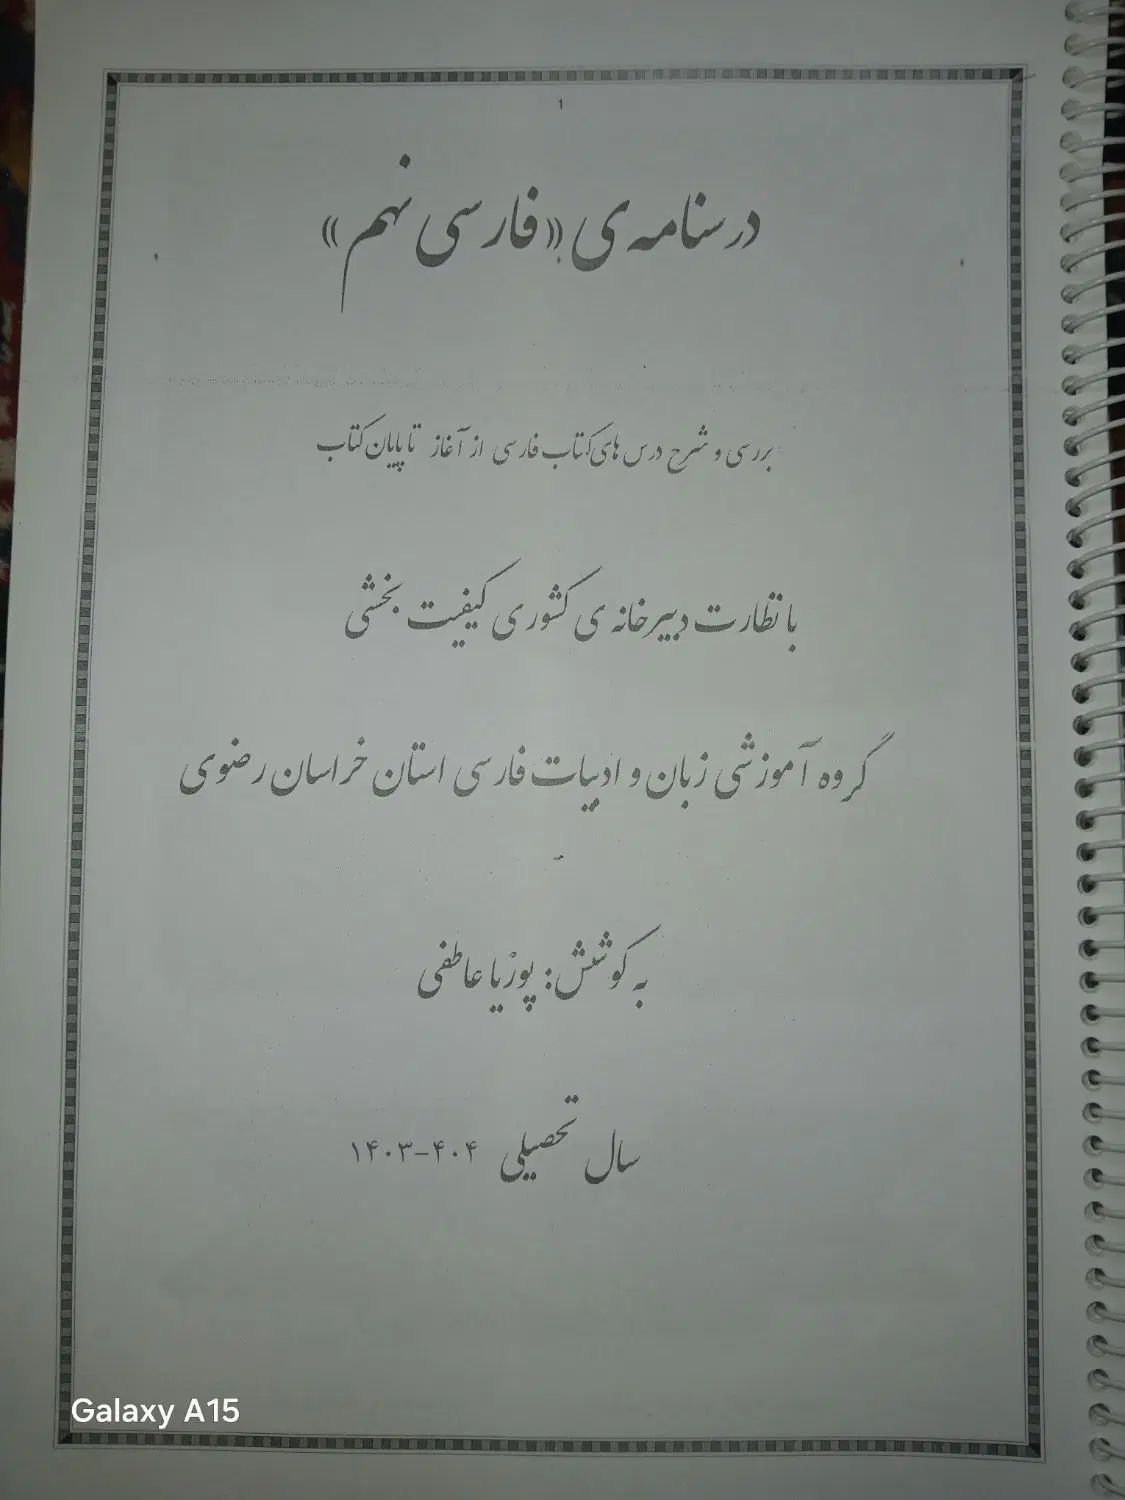 1
درسنامه ی «فارسی نهم»
بررسی و شرح درس های کتاب فارسی از آغاز تا پایان کتاب
با نظارت دبیرخانه ی کشوری کیفیت بخشی
گروه آموزشی زبان و ادبیات فارسی استان خراسان رضوی
به کوشش: پوریا عاطفی
سال تحصیلی ۴۰۴-۱۴۰۳
Galaxy A15